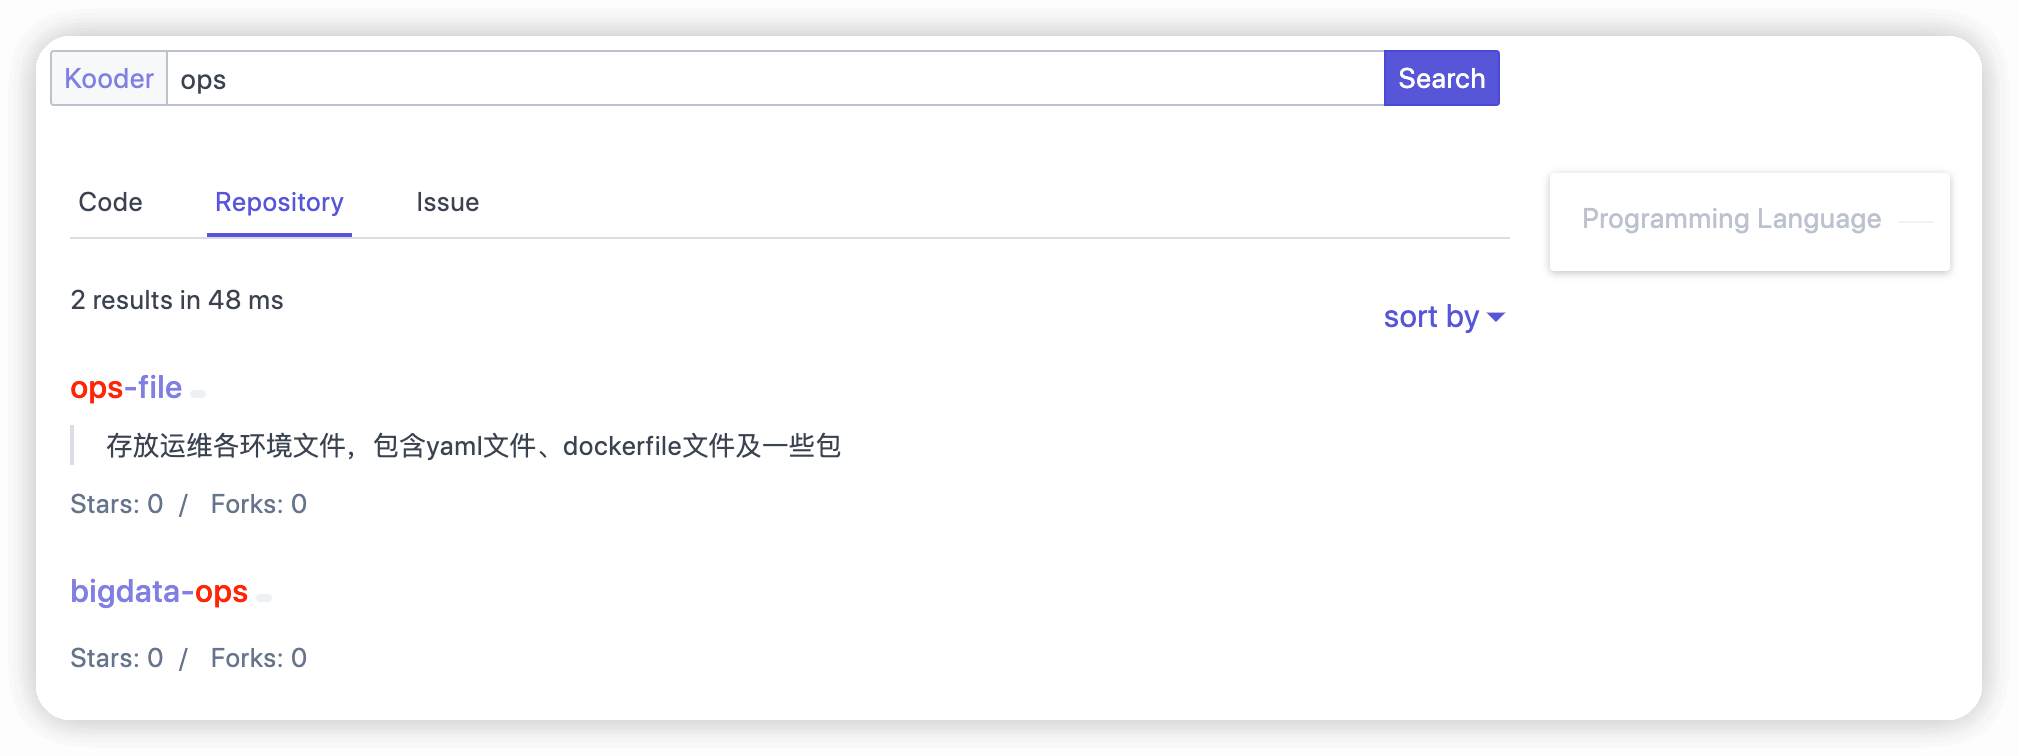 Kooder ops Search
Code Repository Issue
Programming Language
2 results in 48 ms
sort by
ops-file
存放运维各环境文件，包含yaml文件、dockerfile文件及一些包
Stars: 0 / Forks: 0
bigdata-ops
Stars: 0 / Forks: 0